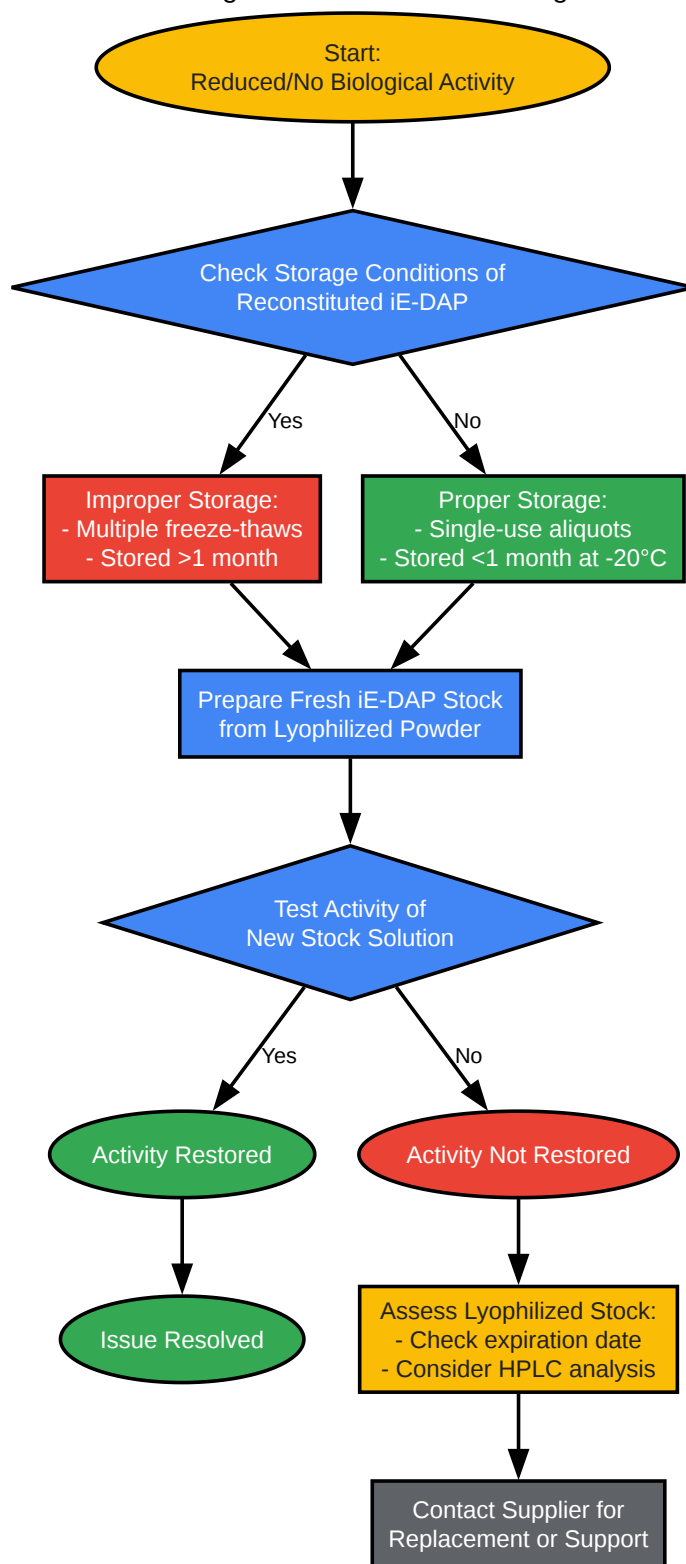 Start:
Reduced/No Biological Activity
Check Storage Conditions of
Reconstituted iE-DAP
Yes
No
Improper Storage:
- Multiple freeze-thaws
- Stored >1 month
Proper Storage:
- Single-use aliquots
- Stored <1 month at -20°C
Prepare Fresh iE-DAP Stock
from Lyophilized Powder
Test Activity of
New Stock Solution
Yes
No
Activity Restored
Activity Not Restored
Issue Resolved
Assess Lyophilized Stock:
- Check expiration date
- Consider HPLC analysis
Contact Supplier for
Replacement or Support